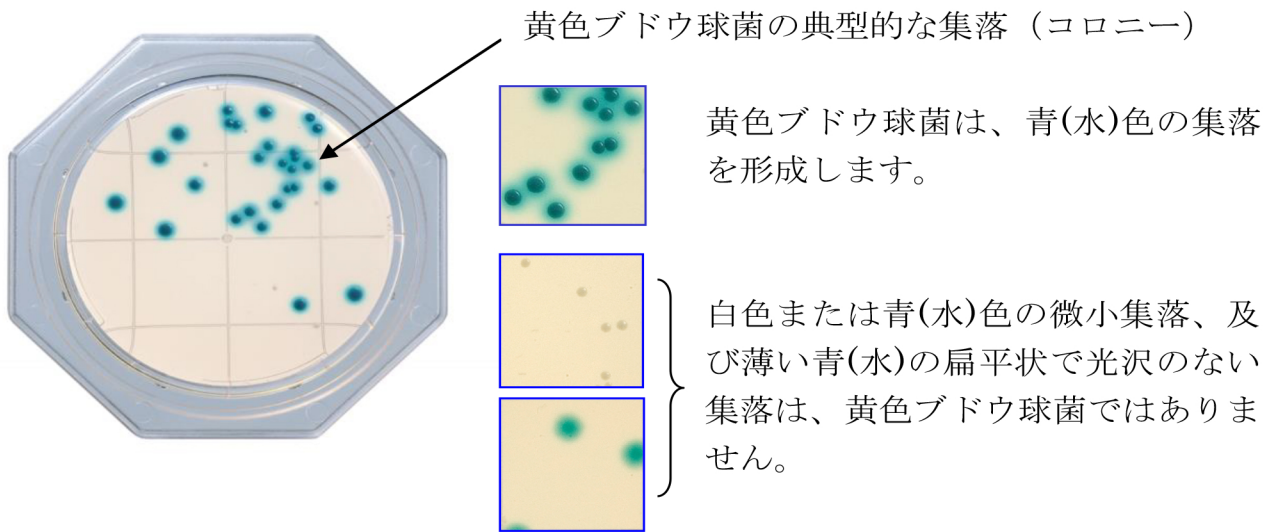 黄色ブドウ球菌の典型的な集落（コロニー）
黄色ブドウ球菌は、青(水)色の集落
を形成します。
白色または青(水)色の微小集落、及
び薄い青(水)の扁平状で光沢のない
集落は、黄色ブドウ球菌ではありま
せん。